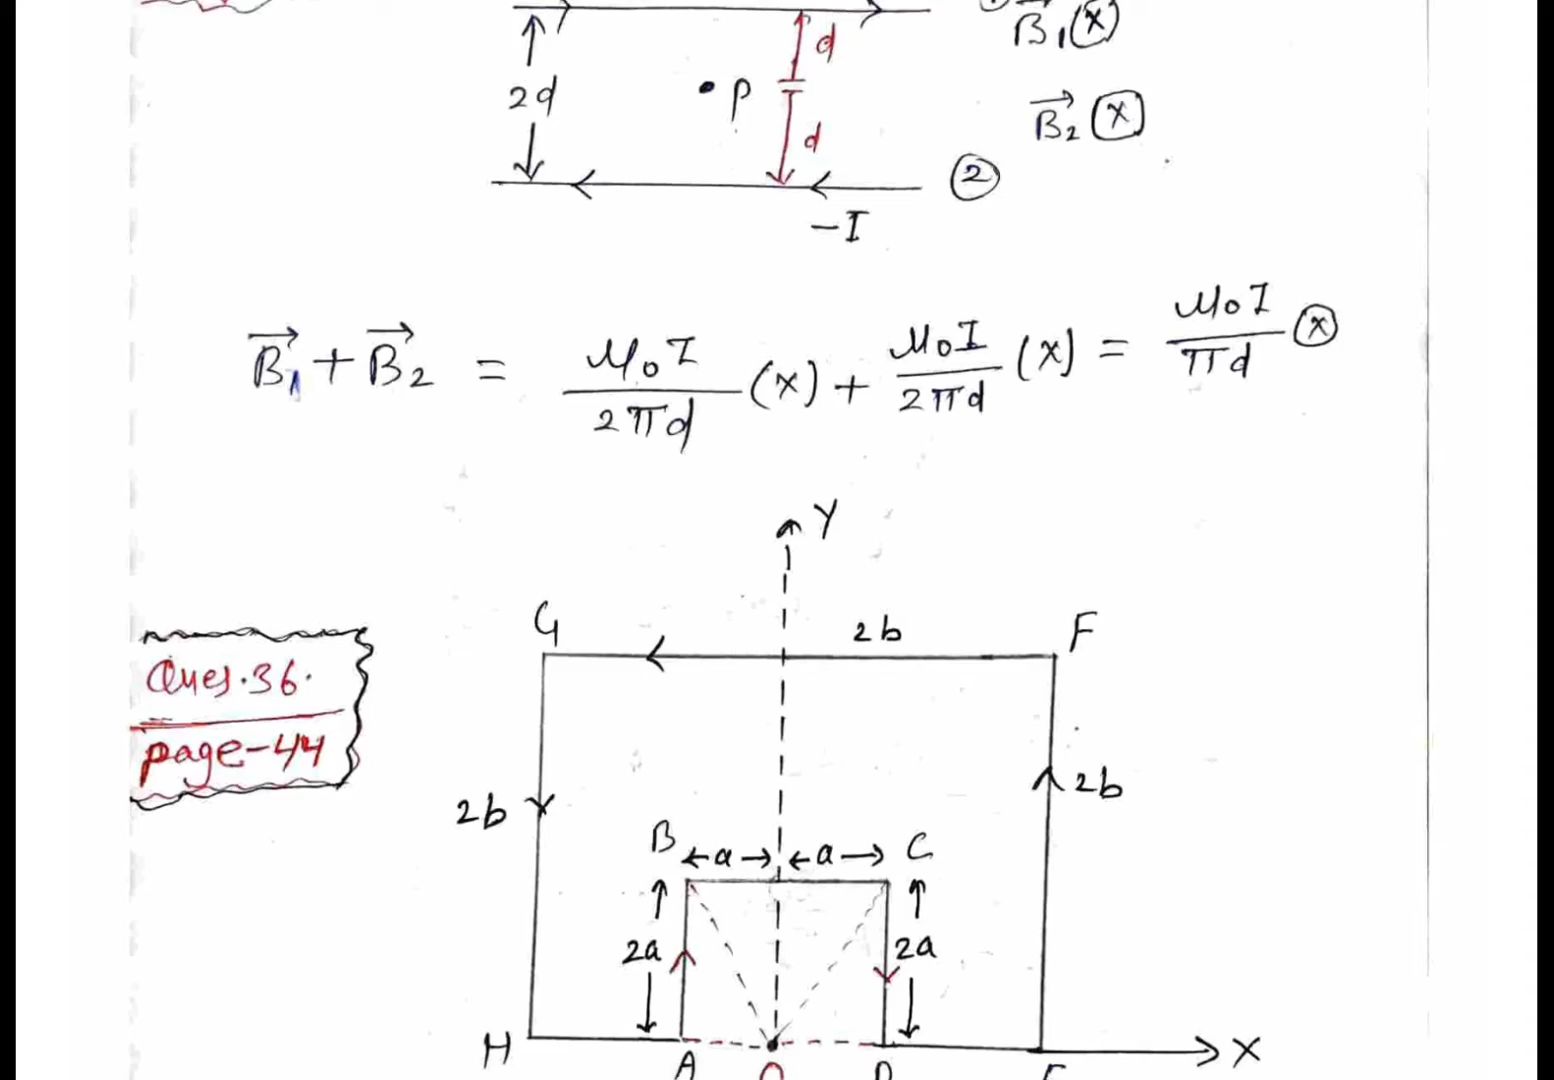 B₁(x)
d
2d
• P
d
B₂ (x)
2
-I
B₁ + B₂ = μ₀I/2πd (x) + μ₀I/2πd (x) = μ₀I/πd (x)
Y
G
2b
F
Ques.36.
page-44
2b
2b
B
←a→
←a→
C
2a
2a
H
A
D
X